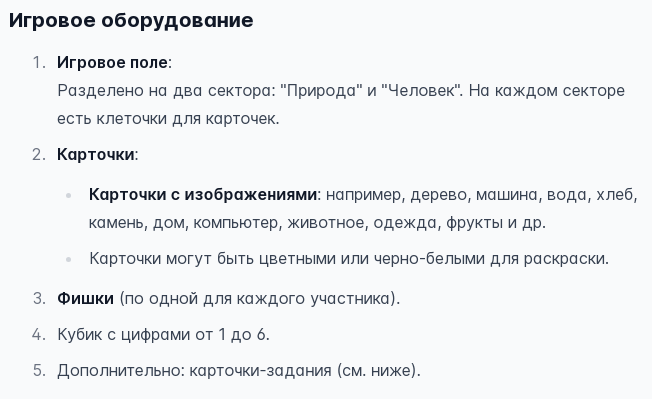 Игровое оборудование
1. Игровое поле:
Разделено на два сектора: "Природа" и "Человек". На каждом секторе
есть клеточки для карточек.
2. Карточки:
Карточки с изображениями: например, дерево, машина, вода, хлеб,
камень, дом, компьютер, животное, одежда, фрукты и др.
Карточки могут быть цветными или черно-белыми для раскраски.
3. Фишки (по одной для каждого участника).
4. Кубик с цифрами от 1 до 6.
5. Дополнительно: карточки-задания (см. ниже).